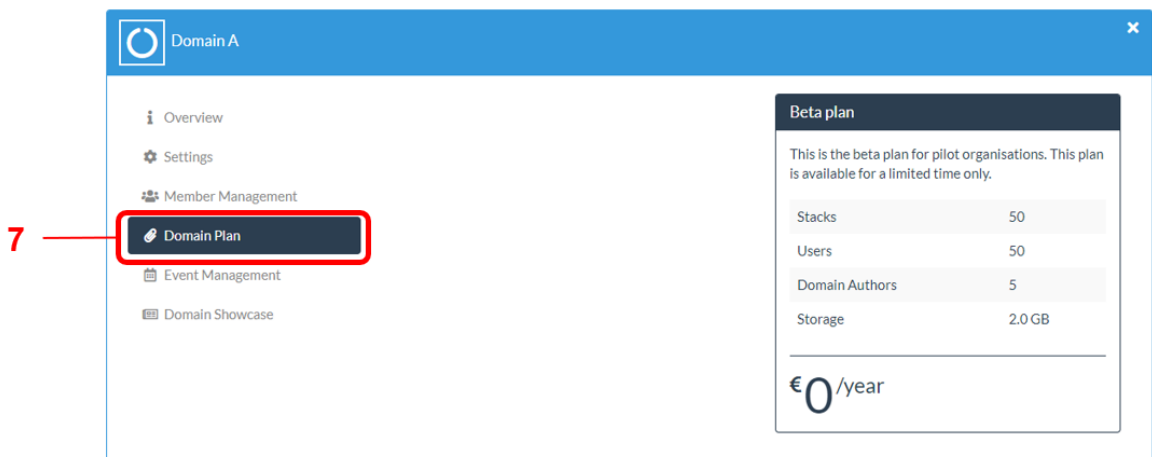 Domain A
Overview
Settings
Member Management
7
Domain Plan
Event Management
Domain Showcase
Beta plan
This is the beta plan for pilot organisations. This plan
is available for a limited time only.
Stacks 50
Users 50
Domain Authors 5
Storage 2.0 GB
€0/year